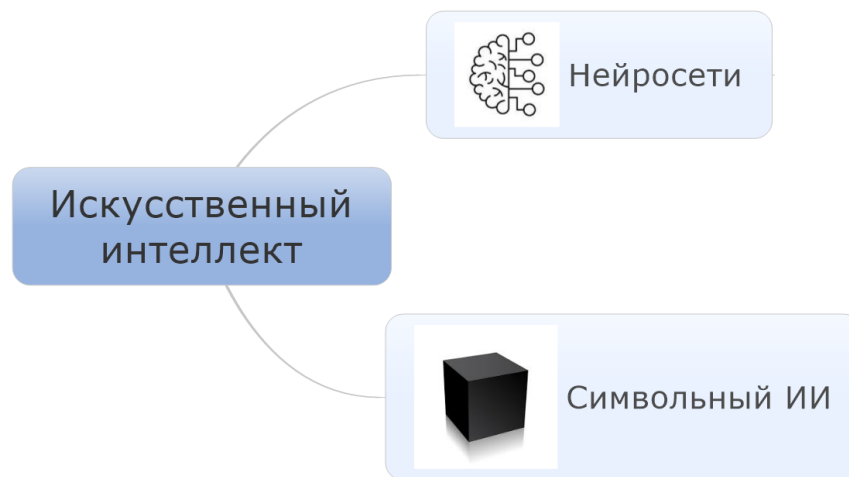 Нейросети
Искусственный
интеллект
Символьный ИИ